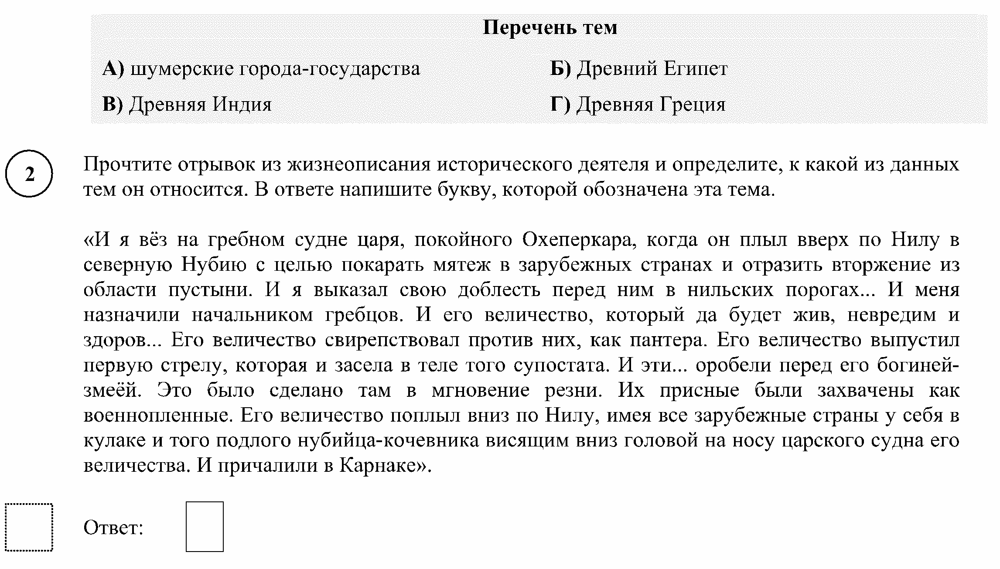 Перечень тем
А) шумерские города-государства Б) Древний Египет
В) Древняя Индия Г) Древняя Греция
2
Прочтите отрывок из жизнеописания исторического деятеля и определите, к какой из данных
тем он относится. В ответе напишите букву, которой обозначена эта тема.
«И я вёз на гребном судне царя, покойного Охеперкара, когда он плыл вверх по Нилу в
северную Нубию с целью покарать мятеж в зарубежных странах и отразить вторжение из
области пустыни. И я выказал свою доблесть перед ним в нильских порогах... И меня
назначили начальником гребцов. И его величество, который да будет жив, невредим и
здоров... Его величество свирепствовал против них, как пантера. Его величество выпустил
первую стрелу, которая и засела в теле того супостата. И эти... оробели перед его богиней-
змеёй. Это было сделано там в мгновение резни. Их присные были захвачены как
военнопленные. Его величество поплыл вниз по Нилу, имея все зарубежные страны у себя в
кулаке и того подлого нубийца-кочевника висящим вниз головой на носу царского судна его
величества. И причалили в Карнаке».
Ответ: